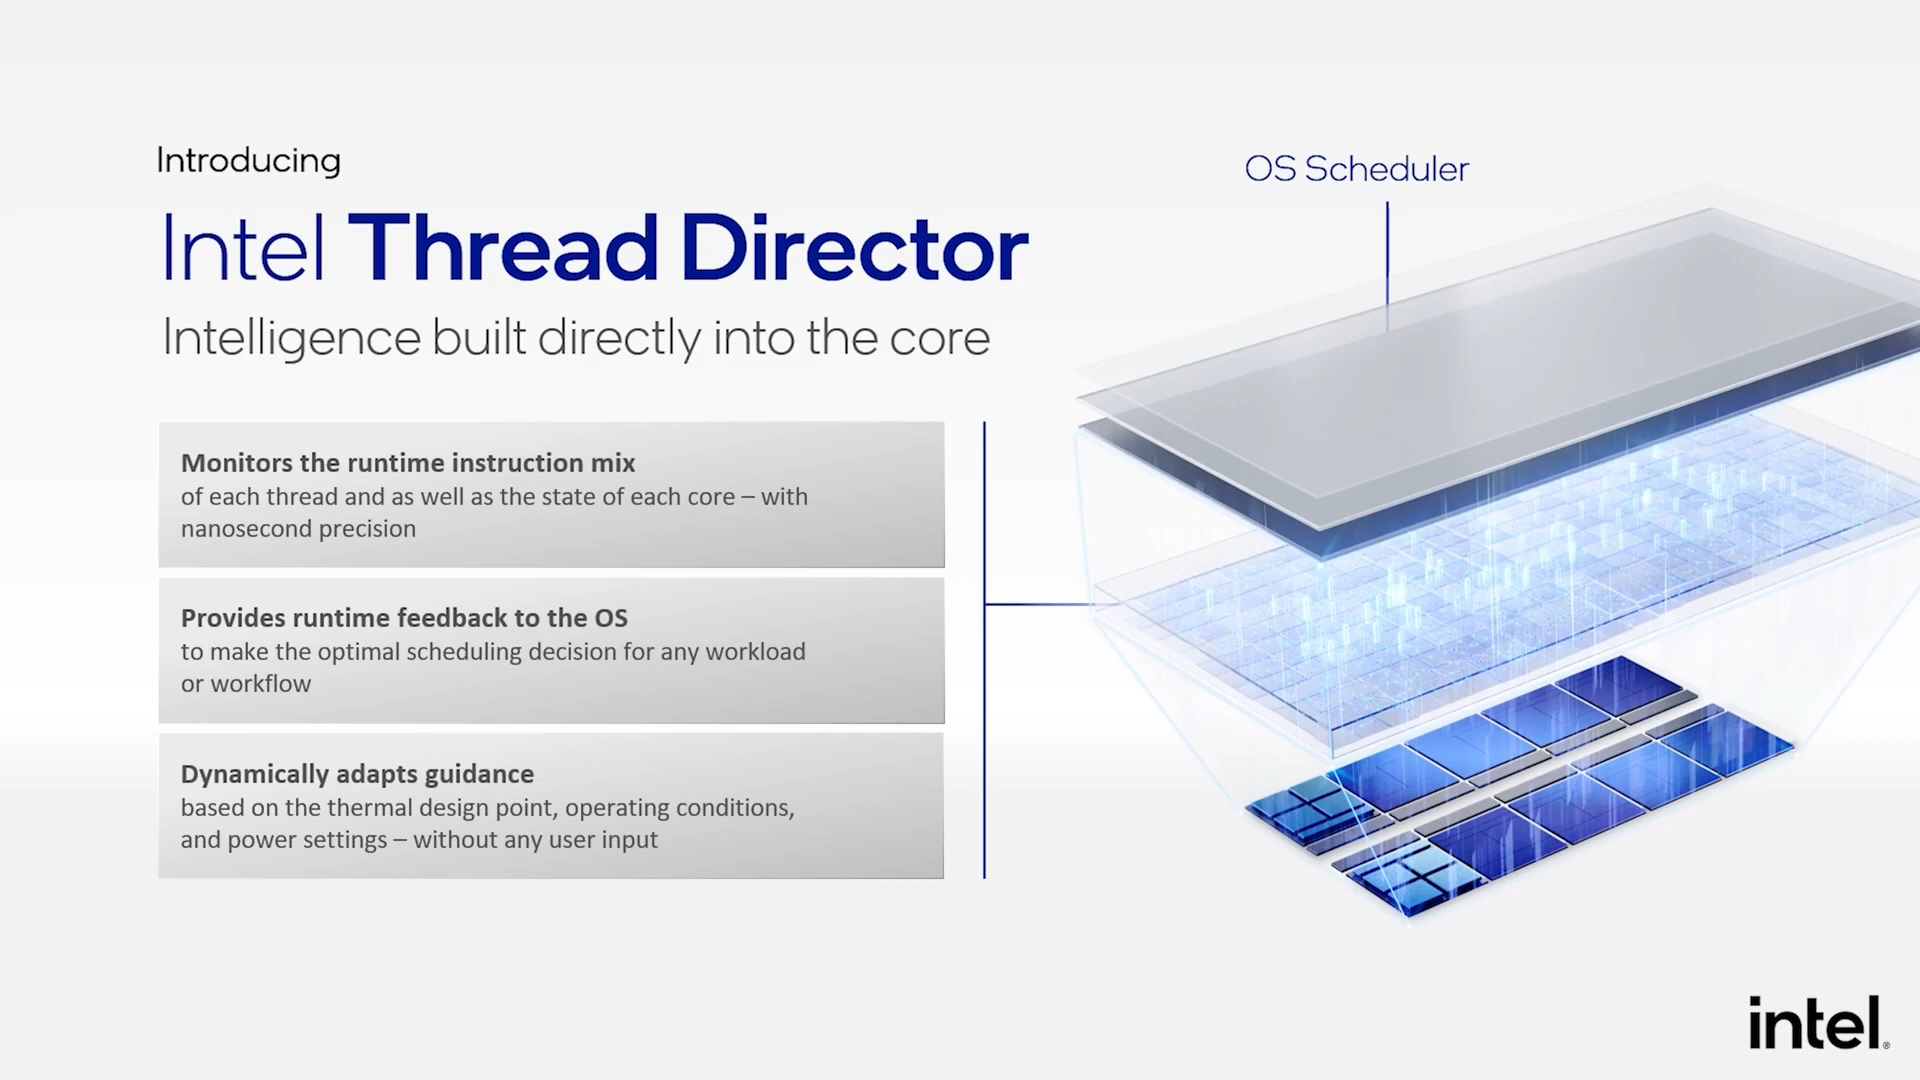 Introducing
Intel Thread Director
Intelligence built directly into the core
OS Scheduler
Monitors the runtime instruction mix
of each thread and as well as the state of each core – with
nanosecond precision
Provides runtime feedback to the OS
to make the optimal scheduling decision for any workload
or workflow
Dynamically adapts guidance
based on the thermal design point, operating conditions,
and power settings – without any user input
intel®